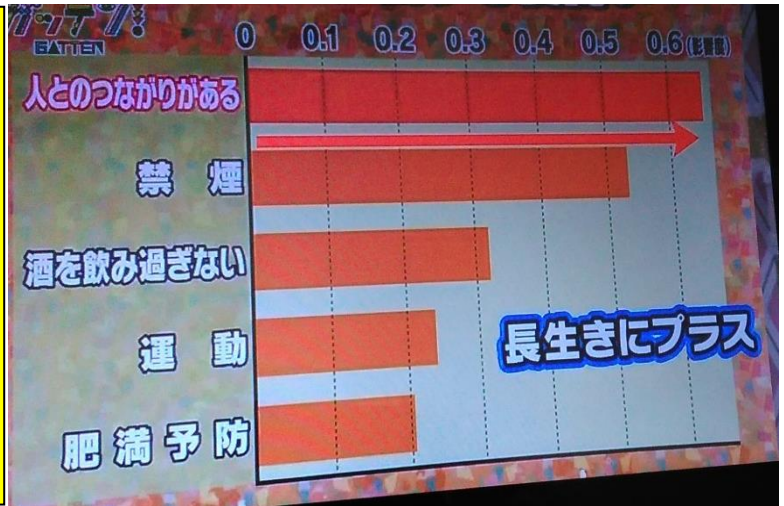 ガッテン!
GATTEN
0 0.1 0.2 0.3 0.4 0.5 0.6(影響度)
人とのつながりがある
禁煙
酒を飲み過ぎない
運動
肥満予防
長生きにプラス